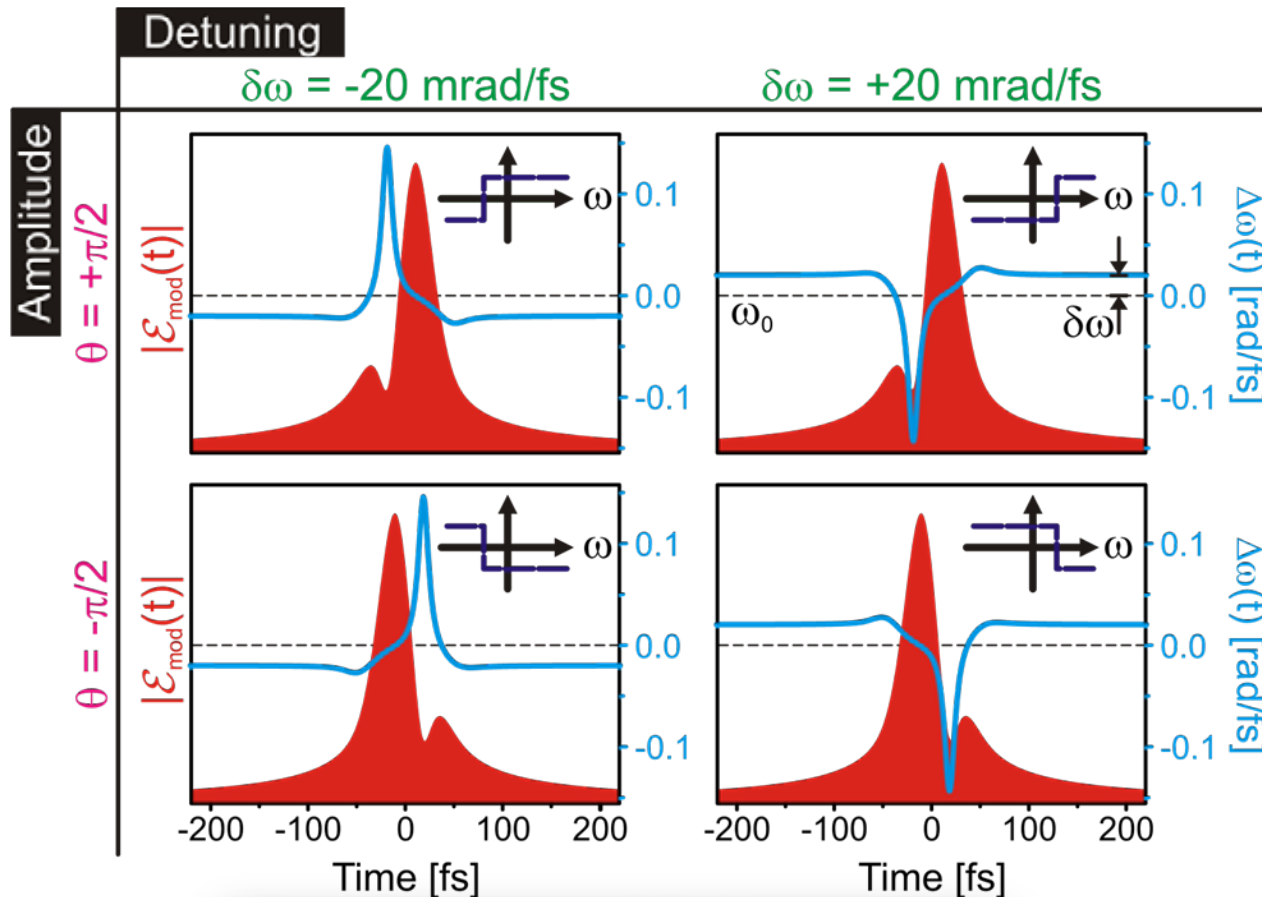 Detuning
δω = -20 mrad/fs
δω = +20 mrad/fs
Amplitude
θ = +π/2
|ℰmod(t)|
ω
0.1
0.0
-0.1
ω
ω0
δω
0.1
0.0
-0.1
Δω(t) [rad/fs]
θ = -π/2
|ℰmod(t)|
ω
0.1
0.0
-0.1
ω
0.1
0.0
-0.1
Δω(t) [rad/fs]
-200 -100 0 100 200
-200 -100 0 100 200
Time [fs]
Time [fs]